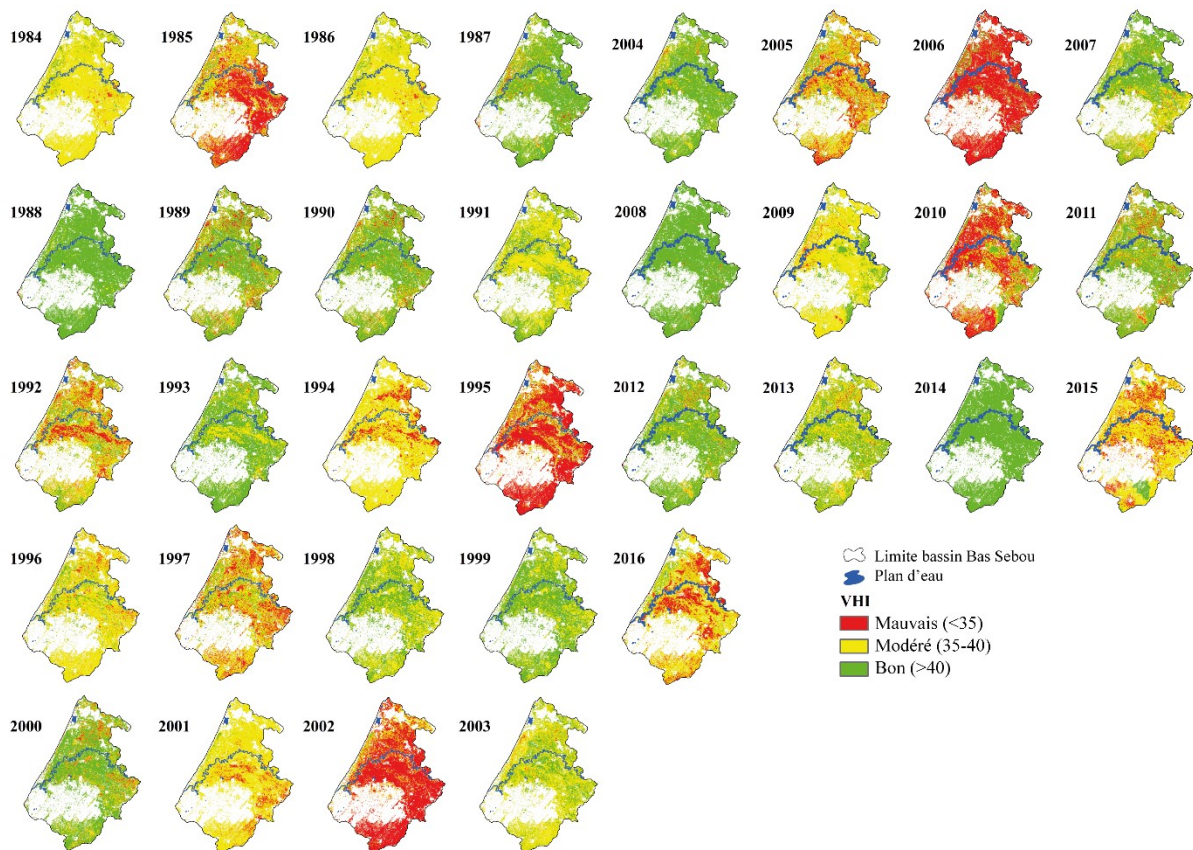 1984 1985 1986 1987 2004 2005 2006 2007
1988 1989 1990 1991 2008 2009 2010 2011
1992 1993 1994 1995 2012 2013 2014 2015
1996 1997 1998 1999 2016
Limite bassin Bas Sebou
Plan d'eau
VHI
Mauvais (<35)
Modéré (35-40)
Bon (>40)
2000 2001 2002 2003